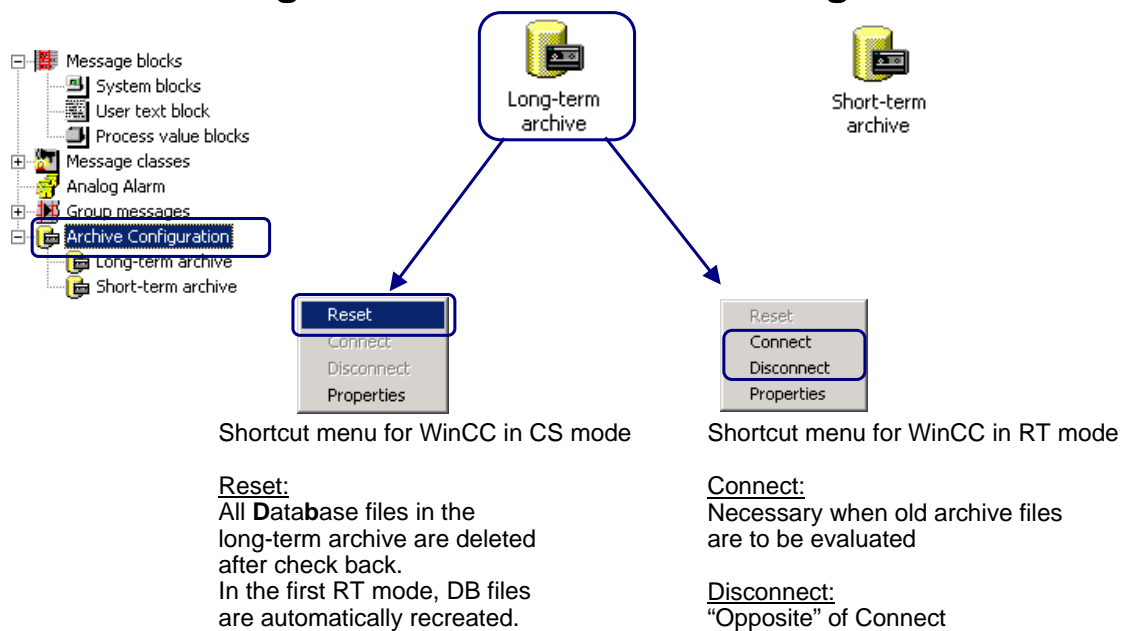 Message blocks
System blocks
User text block
Process value blocks
Message classes
Analog Alarm
Group messages
Archive Configuration
Long-term archive
Short-term archive
Long-term
archive
Short-term
archive
Reset
Connect
Disconnect
Properties
Reset
Connect
Disconnect
Properties
Shortcut menu for WinCC in CS mode
Reset:
All Database files in the
long-term archive are deleted
after check back.
In the first RT mode, DB files
are automatically recreated.
Shortcut menu for WinCC in RT mode
Connect:
Necessary when old archive files
are to be evaluated
Disconnect:
“Opposite” of Connect